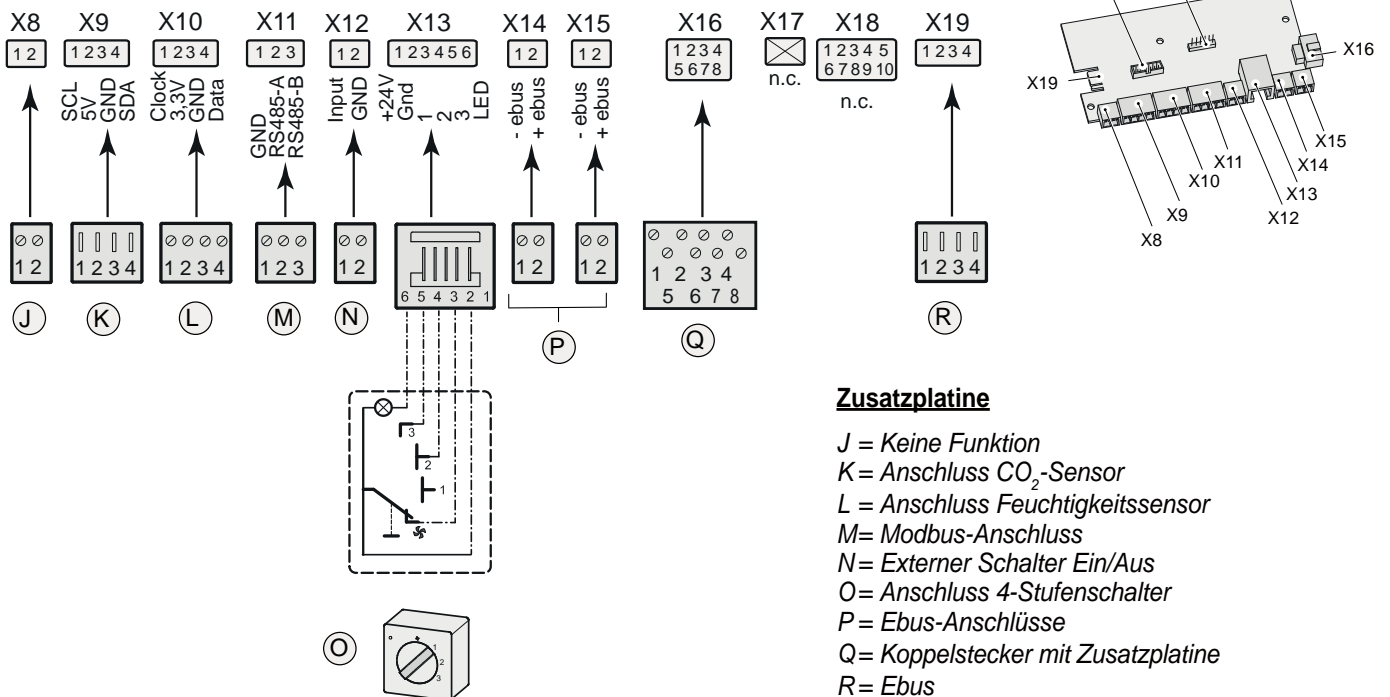 X8 X9 X10 X11 X12 X13 X14 X15 X16 X17 X18 X19
1 2
1 2 3 4
1 2 3 4
1 2 3
1 2
1 2 3 4 5 6
1 2
1 2
1 2 3 4
5 6 7 8
n.c.
1 2 3 4 5
6 7 8 9 10
n.c.
1 2 3 4
SCL
5V
GND
SDA
Clock
3,3V
GND
Data
GND
RS485-A
RS485-B
Input
GND
+24V
Gnd
1
2
3
LED
- ebus
+ ebus
- ebus
+ ebus
1 2
1 2 3 4
1 2 3 4
1 2 3
1 2
6 5 4 3 2 1
1 2
1 2
1 2 3 4
5 6 7 8
1 2 3 4
J
K
L
M
N
P
Q
R
3
2
1
O
1
2
3
X16
X19
X15
X14
X13
X12
X11
X10
X9
X8
Zusatzplatine
J = Keine Funktion
K = Anschluss CO₂-Sensor
L = Anschluss Feuchtigkeitssensor
M= Modbus-Anschluss
N= Externer Schalter Ein/Aus
O= Anschluss 4-Stufenschalter
P = Ebus-Anschlüsse
Q= Koppelstecker mit Zusatzplatine
R= Ebus